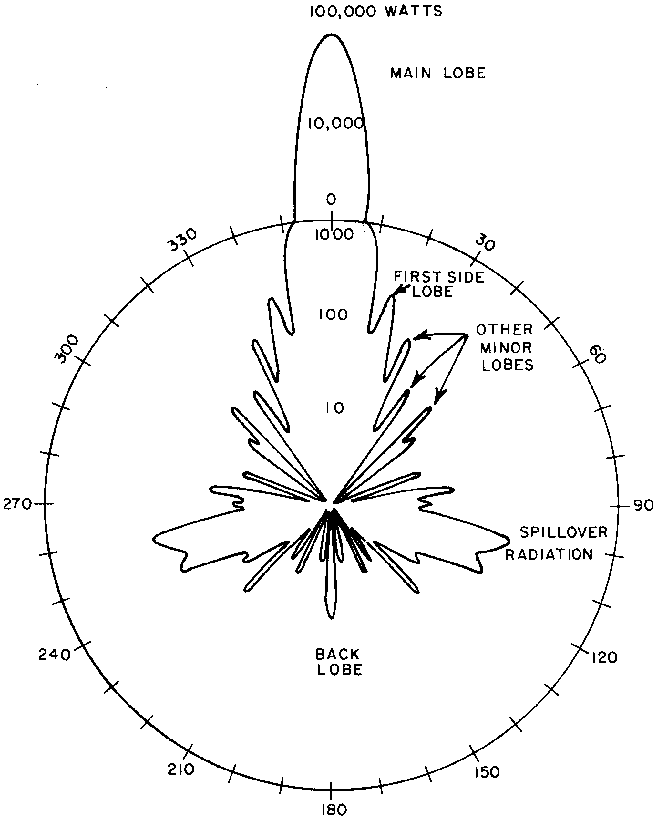 100,000 WATTS
MAIN LOBE
10,000
0
1000
330
30
FIRST SIDE
LOBE
100
OTHER
MINOR
LOBES
300
60
10
270
90
SPILLOVER
RADIATION
BACK
LOBE
240
120
210
150
180